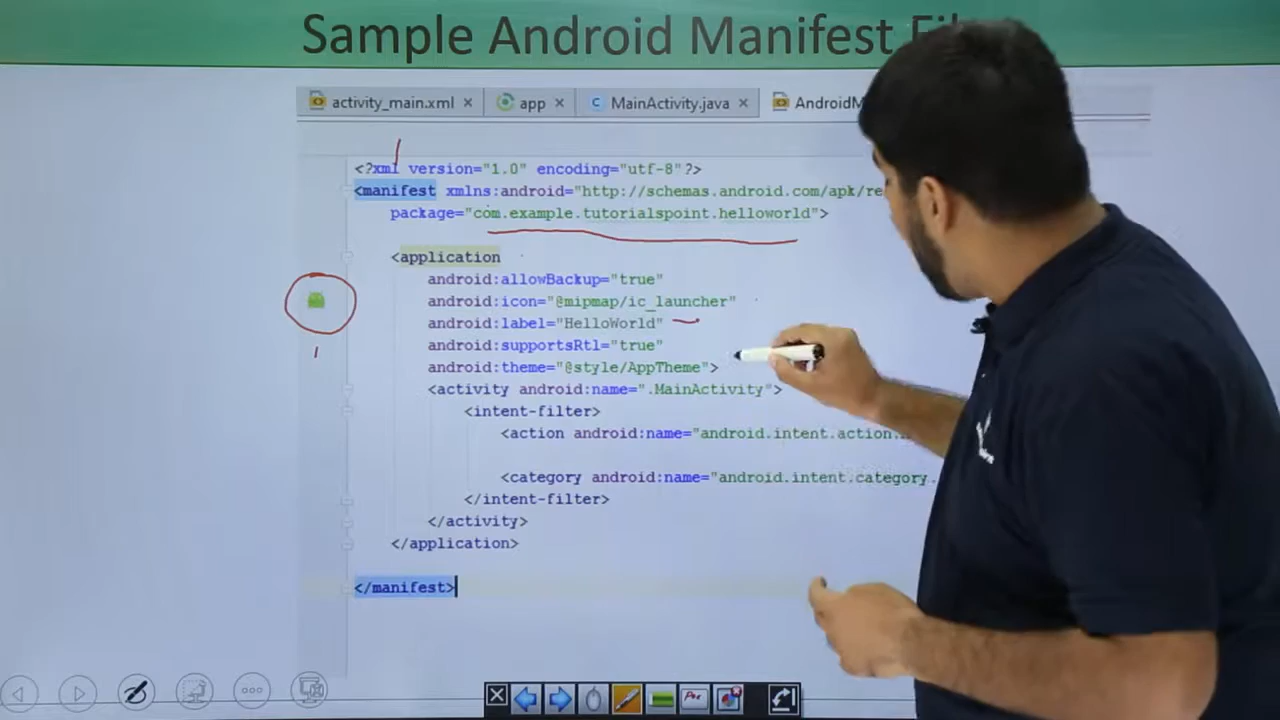 Sample Android Manifest
activity_main.xml × app × MainActivity.java ×
<?xml version="1.0" encoding="utf-8"?>
<manifest xmlns:android="http://schemas.android.com/apk/re
package="com.example.tutorialspoint.helloworld">
<application
android:allowBackup="true"
android:icon="@mipmap/ic_launcher"
android:label="HelloWorld"
android:supportsRtl="true"
android:theme="@style/AppTheme">
<activity android:name=".MainActivity">
<intent-filter>
<action android:name="android.intent.action.
<category android:name="android.intent.category.
</intent-filter>
</activity>
</application>
</manifest>